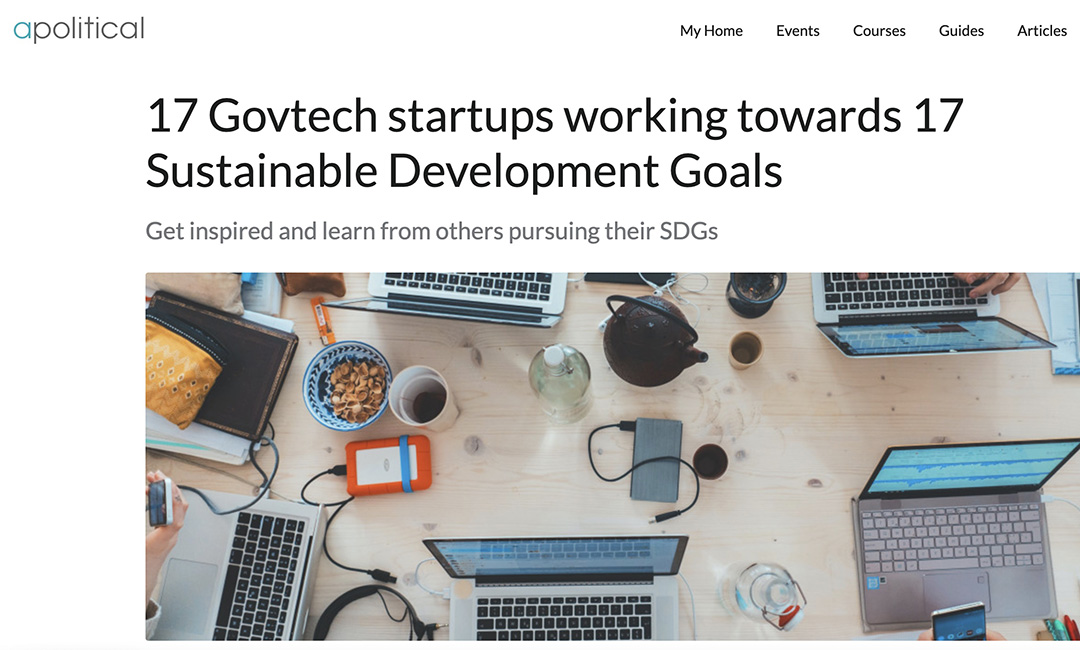 apolitical
My Home Events Courses Guides Articles
17 Govtech startups working towards 17
Sustainable Development Goals
Get inspired and learn from others pursuing their SDGs